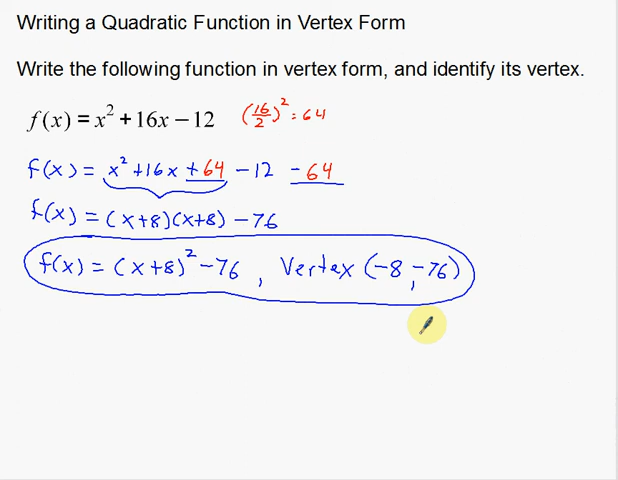 Writing a Quadratic Function in Vertex Form
Write the following function in vertex form, and identify its vertex.
f(x) = x² + 16x − 12 (16/2)² = 64
f(x) = x² + 16x + 64 − 12 − 64
f(x) = (x+8)(x+8) − 76
f(x) = (x+8)² − 76 , Vertex (−8, −76)